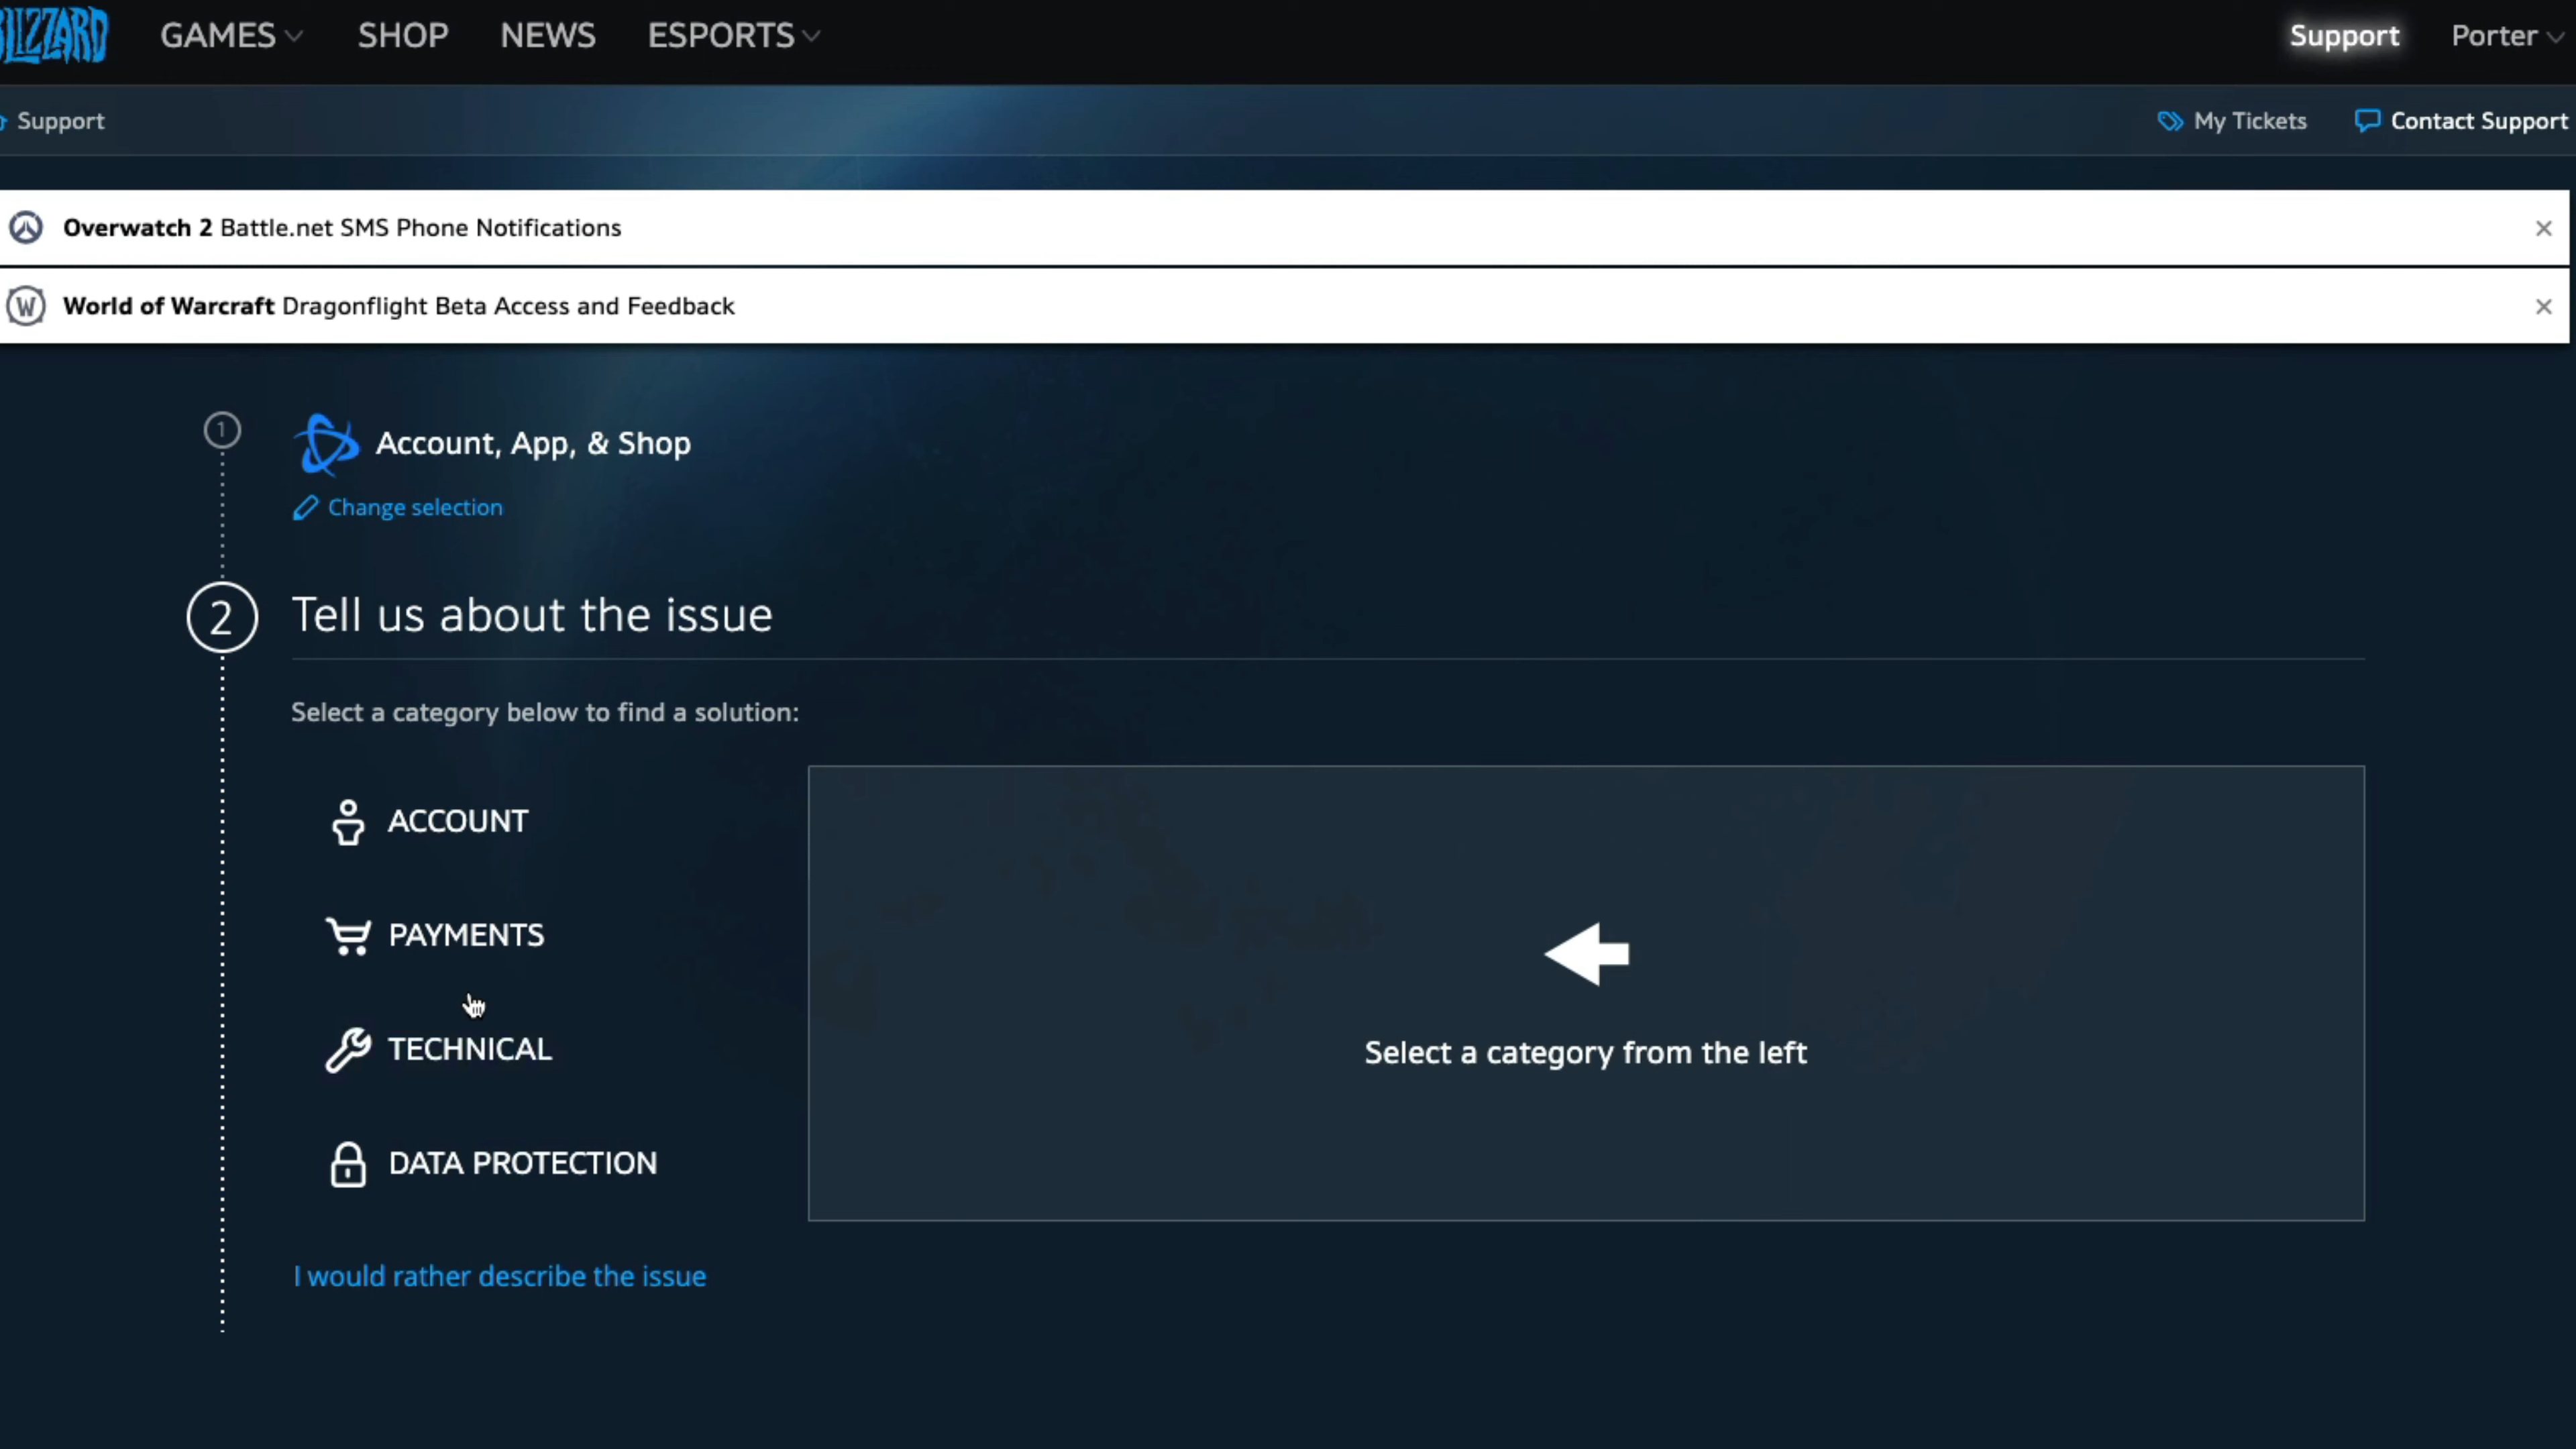 BLIZZARD GAMES SHOP NEWS ESPORTS Support Porter
Support My Tickets Contact Support
Overwatch 2 Battle.net SMS Phone Notifications
W World of Warcraft Dragonflight Beta Access and Feedback
1 Account, App, & Shop
Change selection
2 Tell us about the issue
Select a category below to find a solution:
ACCOUNT
PAYMENTS
TECHNICAL
DATA PROTECTION
Select a category from the left
I would rather describe the issue